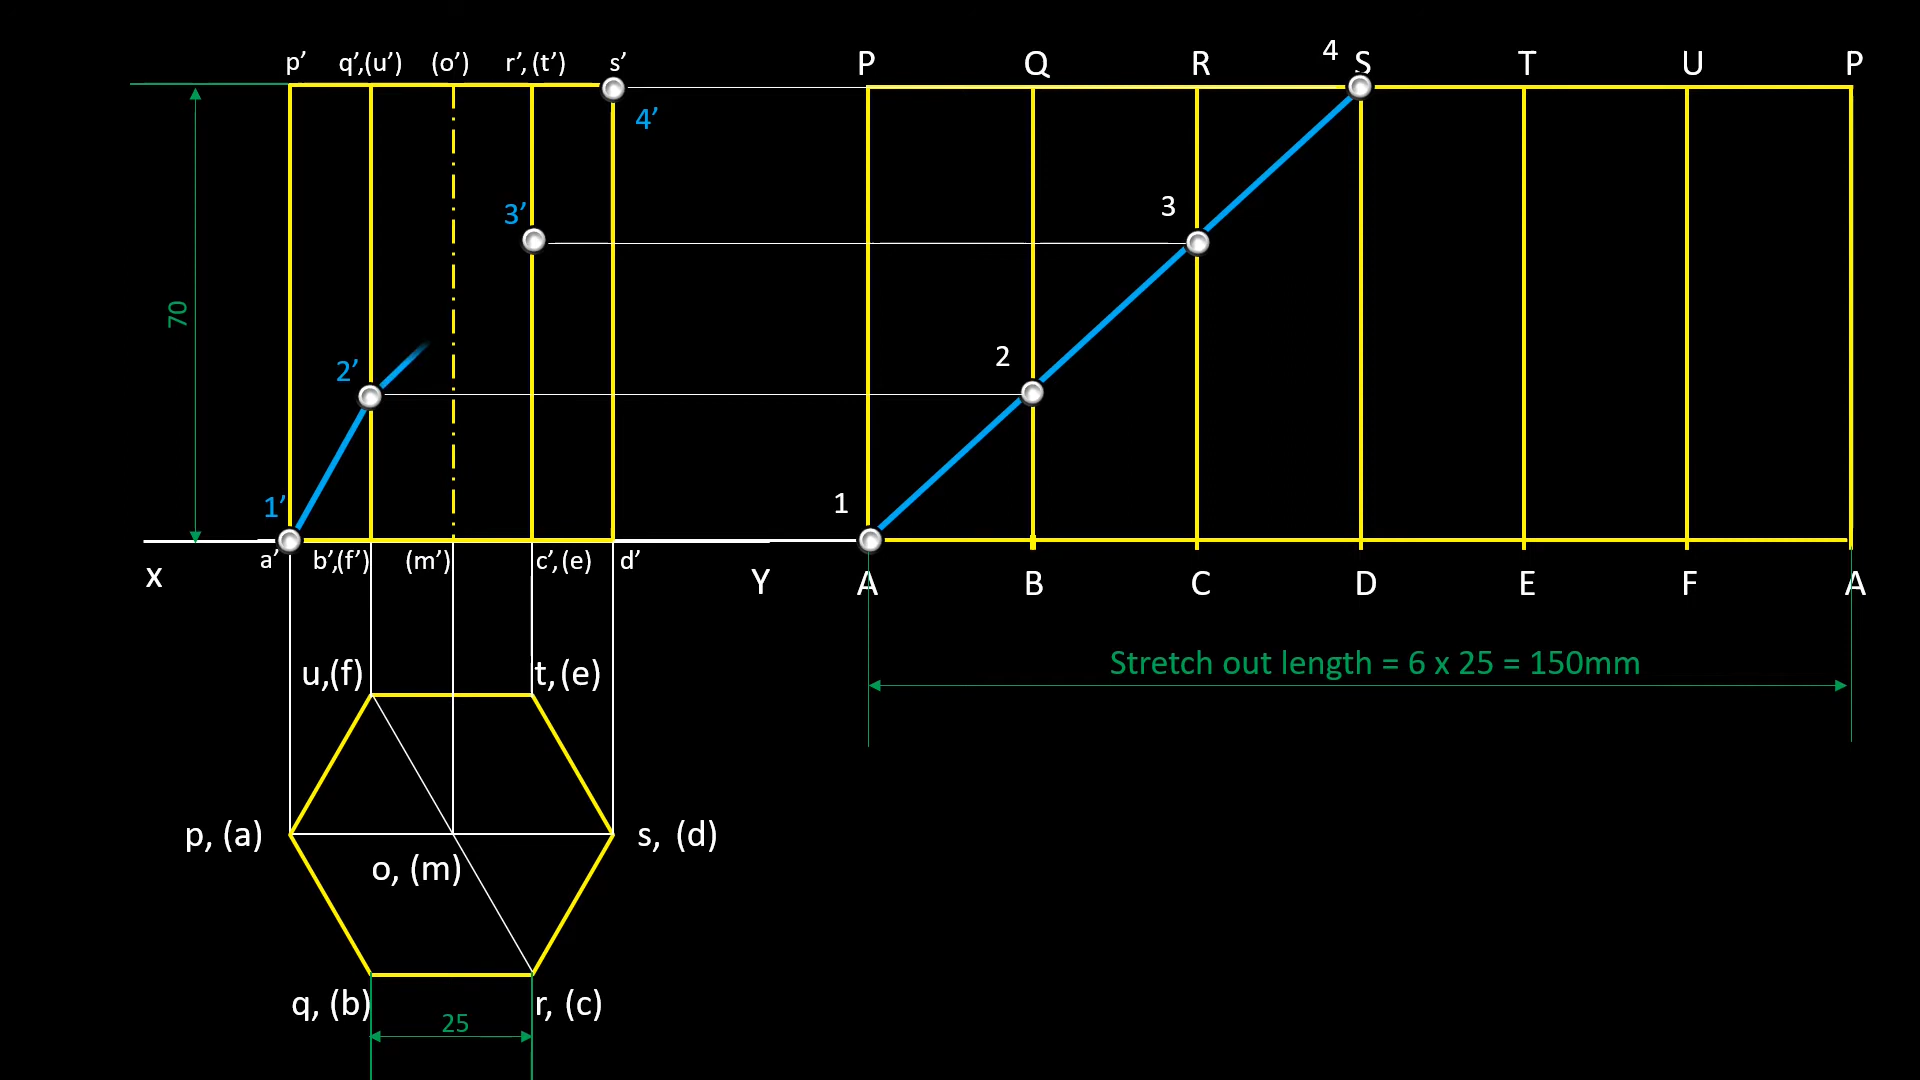 p’ q’,(u’) (o’) r’, (t’) s’ P Q R 4 S T U P
4’
3’ 3
70
2’ 2
1’ 1
a’ b’,(f’) (m’) c’, (e) d’
X Y A B C D E F A
u,(f) t, (e)
Stretch out length = 6 x 25 = 150mm
p, (a) s, (d)
o, (m)
q, (b) r, (c)
25